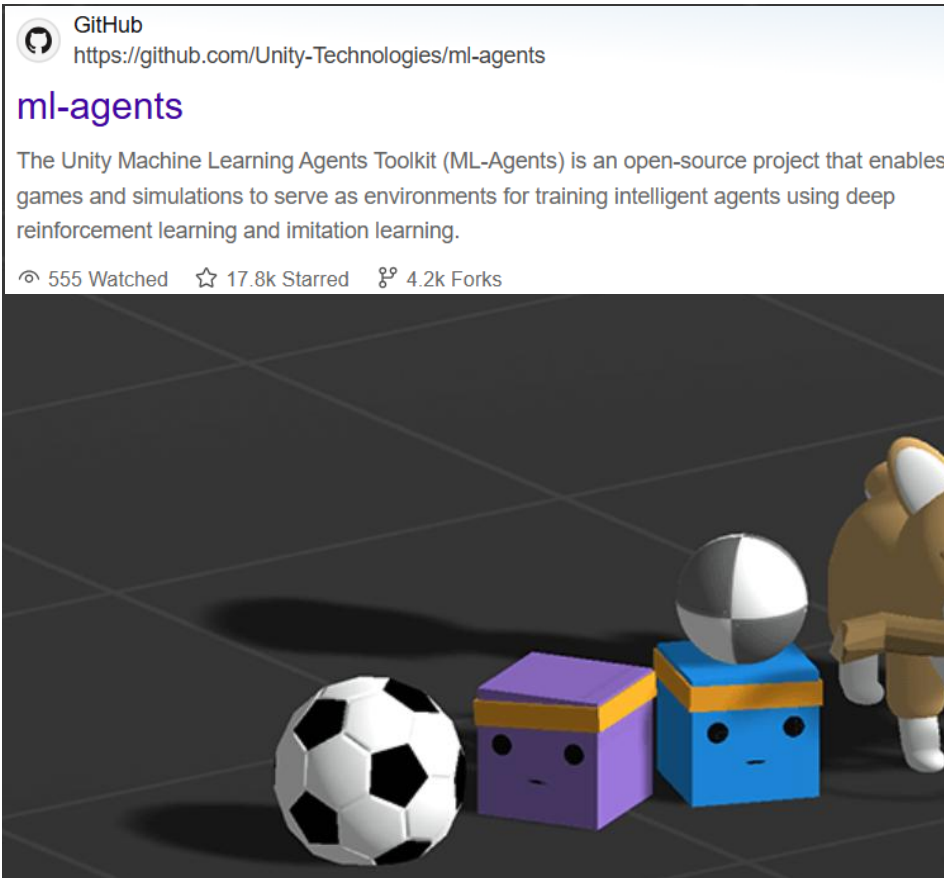 GitHub
https://github.com/Unity-Technologies/ml-agents
ml-agents
The Unity Machine Learning Agents Toolkit (ML-Agents) is an open-source project that enables
games and simulations to serve as environments for training intelligent agents using deep
reinforcement learning and imitation learning.
555 Watched 17.8k Starred 4.2k Forks